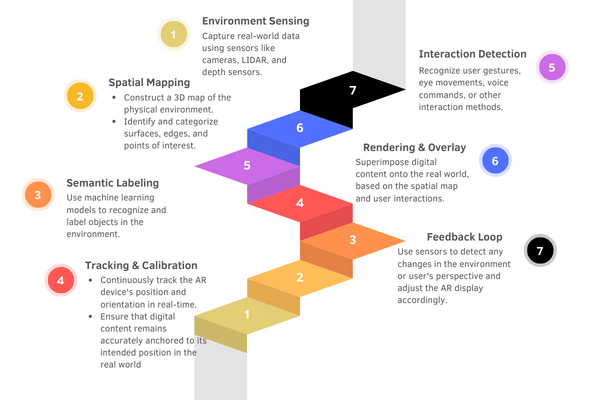 1
Environment Sensing
Capture real-world data
using sensors like
cameras, LIDAR, and
depth sensors.
2
Spatial Mapping
• Construct a 3D map of the
physical environment.
• Identify and categorize
surfaces, edges, and
points of interest.
3
Semantic Labeling
Use machine learning
models to recognize and
label objects in the
environment.
4
Tracking & Calibration
• Continuously track the AR
device's position and
orientation in real-time.
• Ensure that digital
content remains
accurately anchored to its
intended position in the
real world
7
6
5
4
3
2
1
Interaction Detection
5
Recognize user gestures,
eye movements, voice
commands, or other
interaction methods.
Rendering & Overlay
6
Superimpose digital
content onto the real world,
based on the spatial map
and user interactions.
Feedback Loop
7
Use sensors to detect any
changes in the environment
or user's perspective and
adjust the AR display
accordingly.